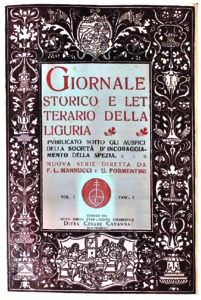 GIORNALE
STORICO E LET
TERARIO DELLA
LIGURIA
PVBBLICATO SOTTO GLI AUSPICI
DELLA SOCIETÀ D'INCORAGGIA-
MENTO DELLA SPEZIA.
NUOVA SERIE DIRETTA DA
F. L. MANNUCCI E U. FORMENTINI
VOL. I FASC. I
DITTA CESARE CAVANNA